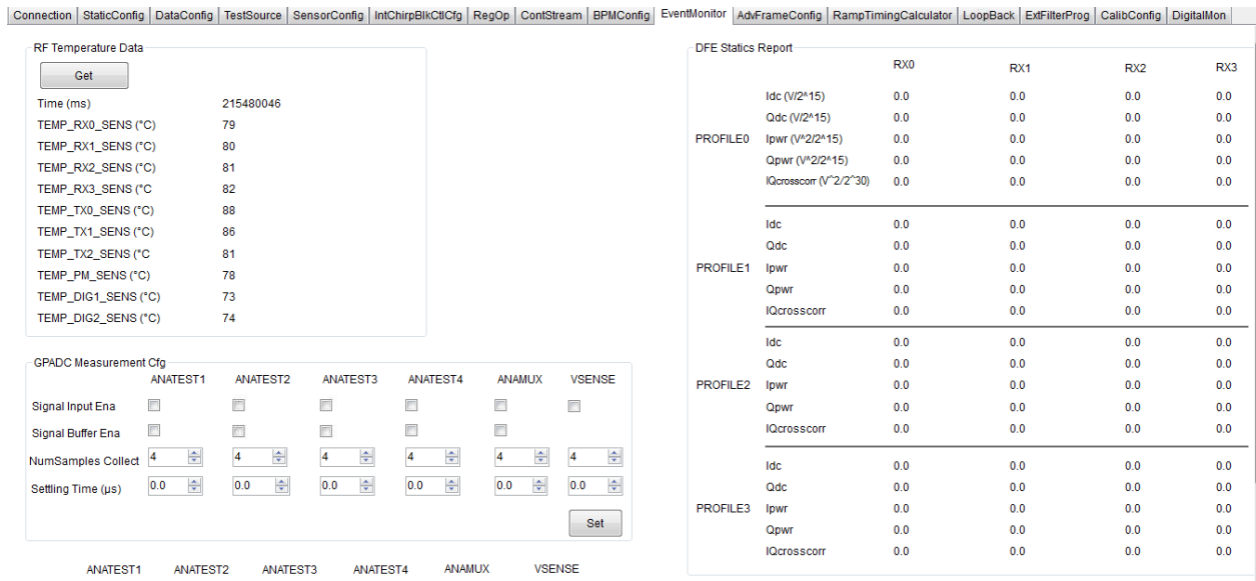 Connection StaticConfig DataConfig TestSource SensorConfig IntChirpBlkCtlCfg RegOp ContStream BPMConfig EventMonitor AdvFrameConfig RampTimingCalculator LoopBack ExtFilterProg CalibConfig DigitalMon
RF Temperature Data
Get
Time (ms) 215480046
TEMP_RX0_SENS (°C) 79
TEMP_RX1_SENS (°C) 80
TEMP_RX2_SENS (°C) 81
TEMP_RX3_SENS (°C 82
TEMP_TX0_SENS (°C) 88
TEMP_TX1_SENS (°C) 86
TEMP_TX2_SENS (°C 81
TEMP_PM_SENS (°C) 78
TEMP_DIG1_SENS (°C) 73
TEMP_DIG2_SENS (°C) 74
GPADC Measurement Cfg
ANATEST1 ANATEST2 ANATEST3 ANATEST4 ANAMUX VSENSE
Signal Input Ena
Signal Buffer Ena
NumSamples Collect 4 4 4 4 4 4
Settling Time (µs) 0.0 0.0 0.0 0.0 0.0 0.0
Set
ANATEST1 ANATEST2 ANATEST3 ANATEST4 ANAMUX VSENSE
DFE Statics Report
RX0 RX1 RX2 RX3
Idc (V/2^15) 0.0 0.0 0.0 0.0
Qdc (V/2^15) 0.0 0.0 0.0 0.0
PROFILE0 Ipwr (V^2/2^15) 0.0 0.0 0.0 0.0
Qpwr (V^2/2^15) 0.0 0.0 0.0 0.0
IQcrosscorr (V^2/2^30) 0.0 0.0 0.0 0.0
Idc 0.0 0.0 0.0 0.0
Qdc 0.0 0.0 0.0 0.0
PROFILE1 Ipwr 0.0 0.0 0.0 0.0
Qpwr 0.0 0.0 0.0 0.0
IQcrosscorr 0.0 0.0 0.0 0.0
Idc 0.0 0.0 0.0 0.0
Qdc 0.0 0.0 0.0 0.0
PROFILE2 Ipwr 0.0 0.0 0.0 0.0
Qpwr 0.0 0.0 0.0 0.0
IQcrosscorr 0.0 0.0 0.0 0.0
Idc 0.0 0.0 0.0 0.0
Qdc 0.0 0.0 0.0 0.0
PROFILE3 Ipwr 0.0 0.0 0.0 0.0
Qpwr 0.0 0.0 0.0 0.0
IQcrosscorr 0.0 0.0 0.0 0.0